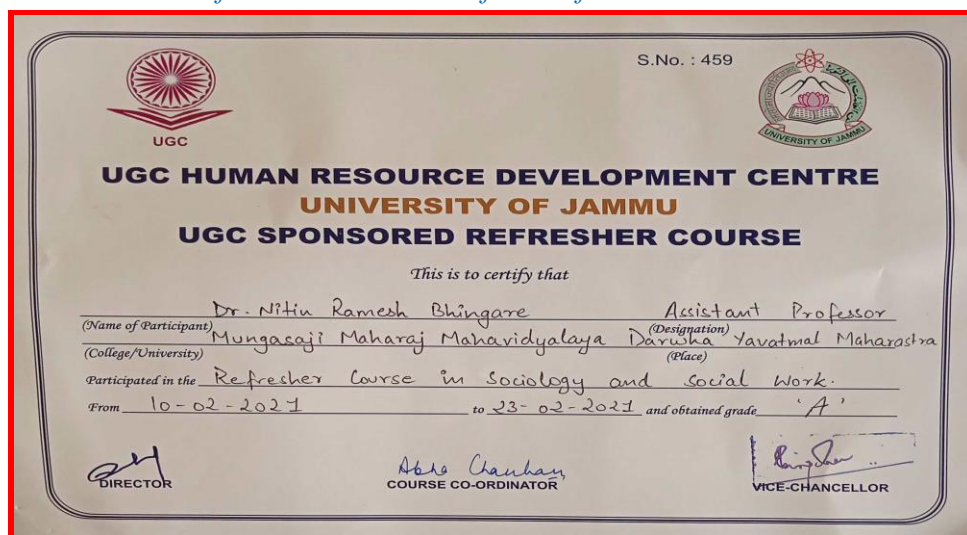 S.No. : 459
UGC
UNIVERSITY OF JAMMU
UGC HUMAN RESOURCE DEVELOPMENT CENTRE
UNIVERSITY OF JAMMU
UGC SPONSORED REFRESHER COURSE
This is to certify that
Dr. Nitin Ramesh Bhingare Assistant Professor
(Name of Participant) (Designation)
Mungasaji Maharaj Mahavidyalaya Darwha Yavatmal Maharastra
(College/University) (Place)
Participated in the Refresher Course in Sociology and Social Work.
From 10-02-2021 to 23-02-2021 and obtained grade 'A'
Abha Chauhan
DIRECTOR COURSE CO-ORDINATOR VICE-CHANCELLOR